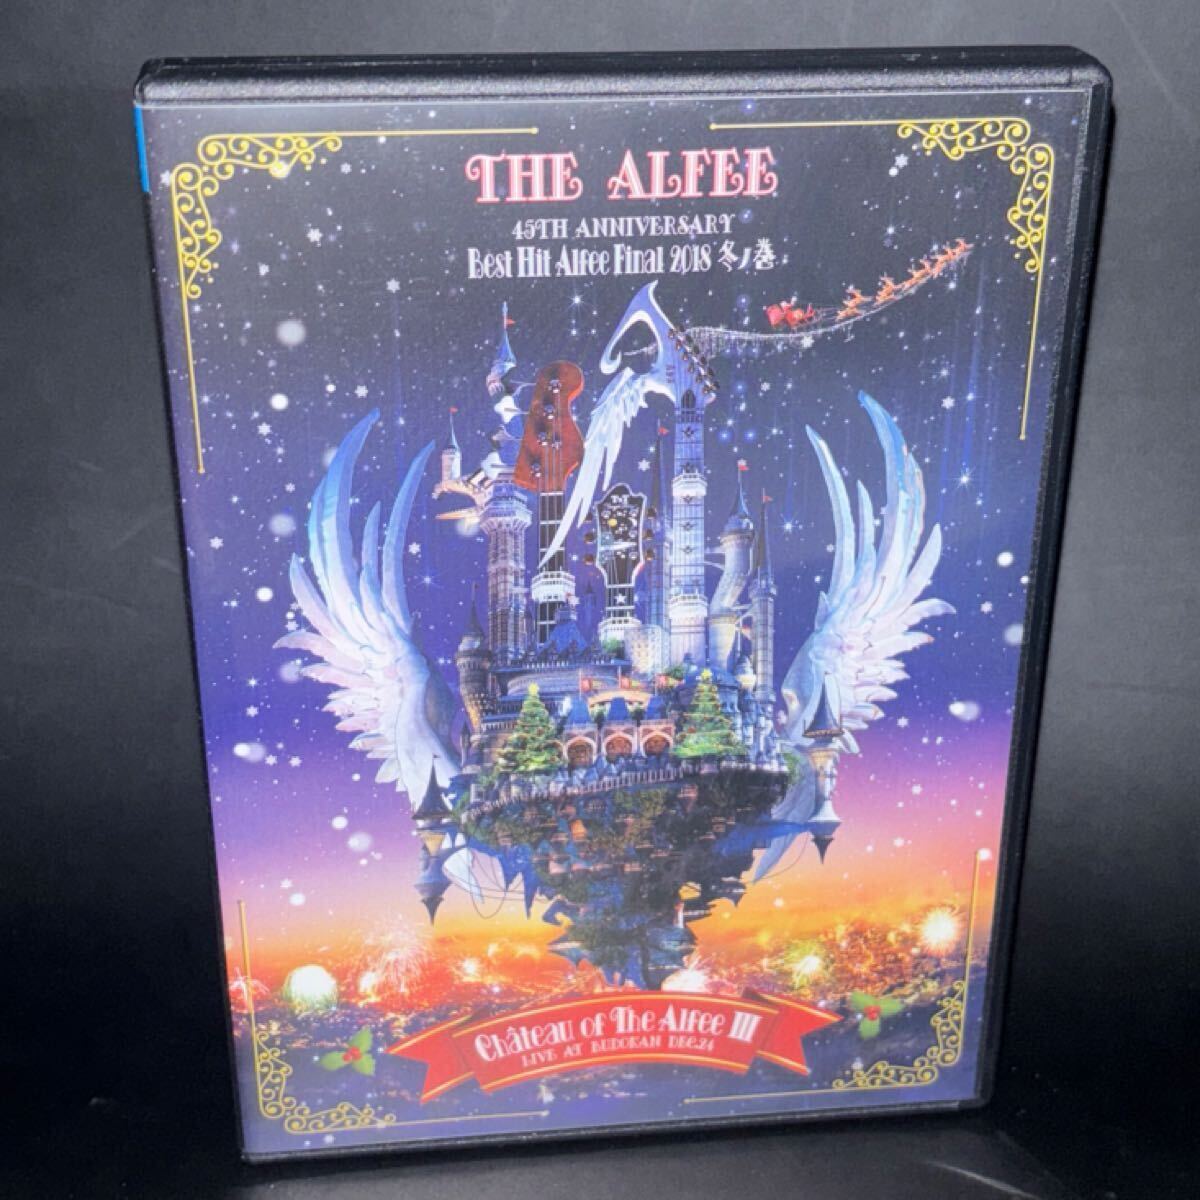 THE ALFEE
45TH ANNIVERSARY
Best Hit Alfee Final 2018 冬ノ巻
Château of The Alfee III
LIVE AT BUDOKAN DEC.24